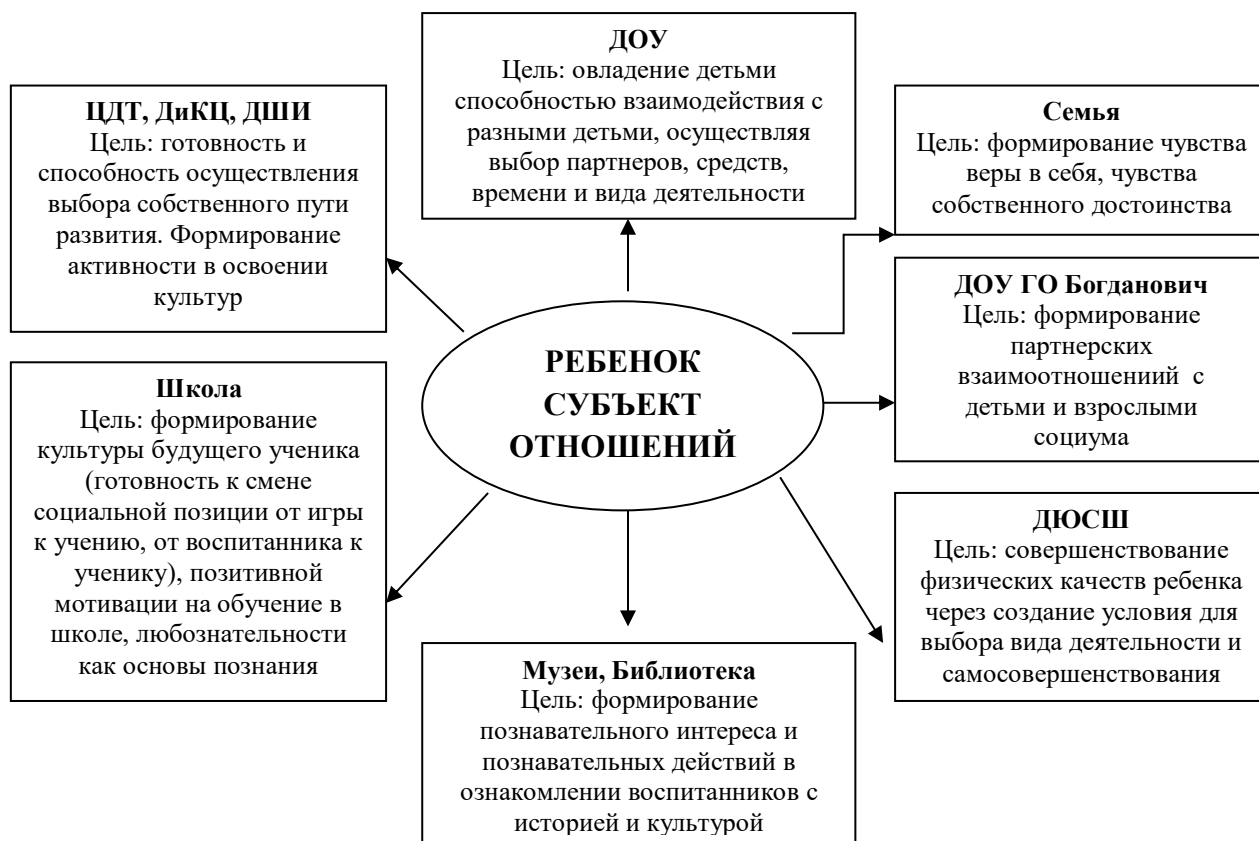 ДОУ
Цель: овладение детьми
способностью взаимодействия с
разными детьми, осуществляя
выбор партнеров, средств,
времени и вида деятельности
ЦДТ, ДиКЦ, ДШИ
Цель: готовность и
способность осуществления
выбора собственного пути
развития. Формирование
активности в освоении
культур
Семья
Цель: формирование чувства
веры в себя, чувства
собственного достоинства
ДОУ ГО Богданович
Цель: формирование
партнерских
взаимоотношениий с
детьми и взрослыми
социума
РЕБЕНОК
СУБЪЕКТ
ОТНОШЕНИЙ
Школа
Цель: формирование
культуры будущего ученика
(готовность к смене
социальной позиции от игры
к учению, от воспитанника к
ученику), позитивной
мотивации на обучение в
школе, любознательности
как основы познания
ДЮСШ
Цель: совершенствование
физических качеств ребенка
через создание условия для
выбора вида деятельности и
самосовершенствования
Музеи, Библиотека
Цель: формирование
познавательного интереса и
познавательных действий в
ознакомлении воспитанников с
историей и культурой